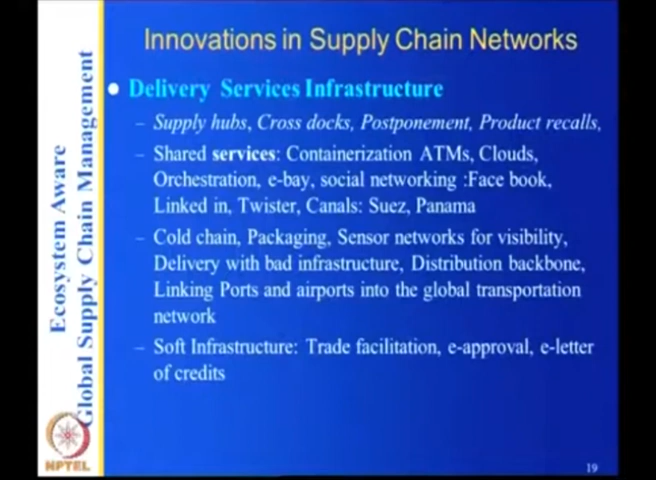 Innovations in Supply Chain Networks
Delivery Services Infrastructure
– Supply hubs, Cross docks, Postponement, Product recalls,
– Shared services: Containerization ATMs, Clouds,
Orchestration, e-bay, social networking :Face book,
Linked in, Twister, Canals: Suez, Panama
– Cold chain, Packaging, Sensor networks for visibility,
Delivery with bad infrastructure, Distribution backbone,
Linking Ports and airports into the global transportation
network
– Soft Infrastructure: Trade facilitation, e-approval, e-letter
of credits
Ecosystem Aware
Global Supply Chain Management
NPTEL
19